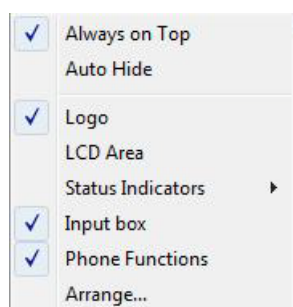 Always on Top
Auto Hide
Logo
LCD Area
Status Indicators
Input box
Phone Functions
Arrange...